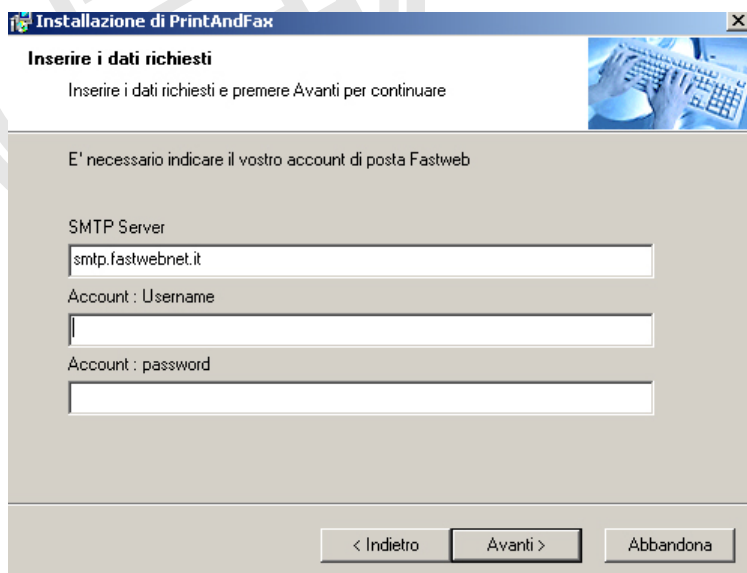 Installazione di PrintAndFax
Inserire i dati richiesti
Inserire i dati richiesti e premere Avanti per continuare
E' necessario indicare il vostro account di posta Fastweb
SMTP Server
smtp.fastwebnet.it
Account : Username
Account : password
< Indietro
Avanti >
Abbandona